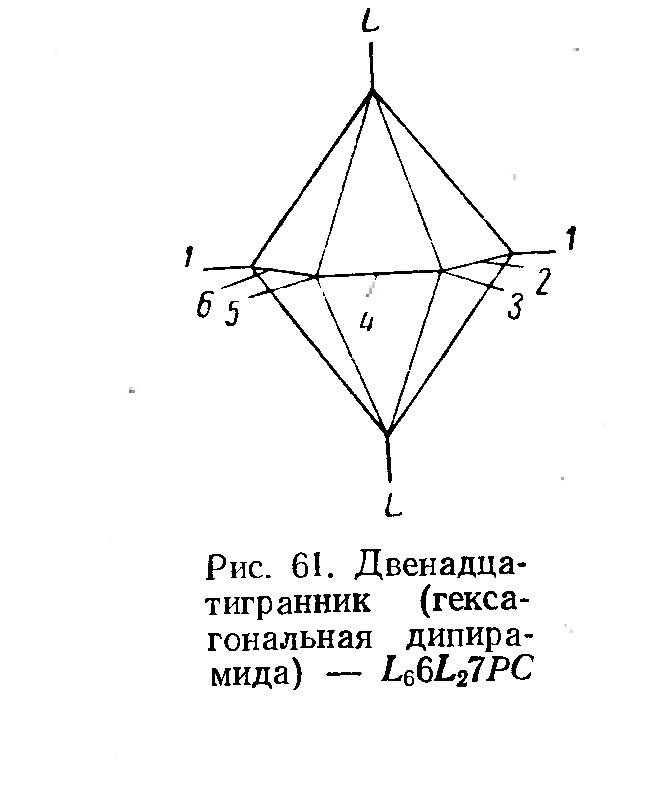 L
1 1
6 5 4 3 2
L
Рис. 61. Двенадца-
тигранник (гекса-
гональная дипира-
мида) — L₆6L₂7PC